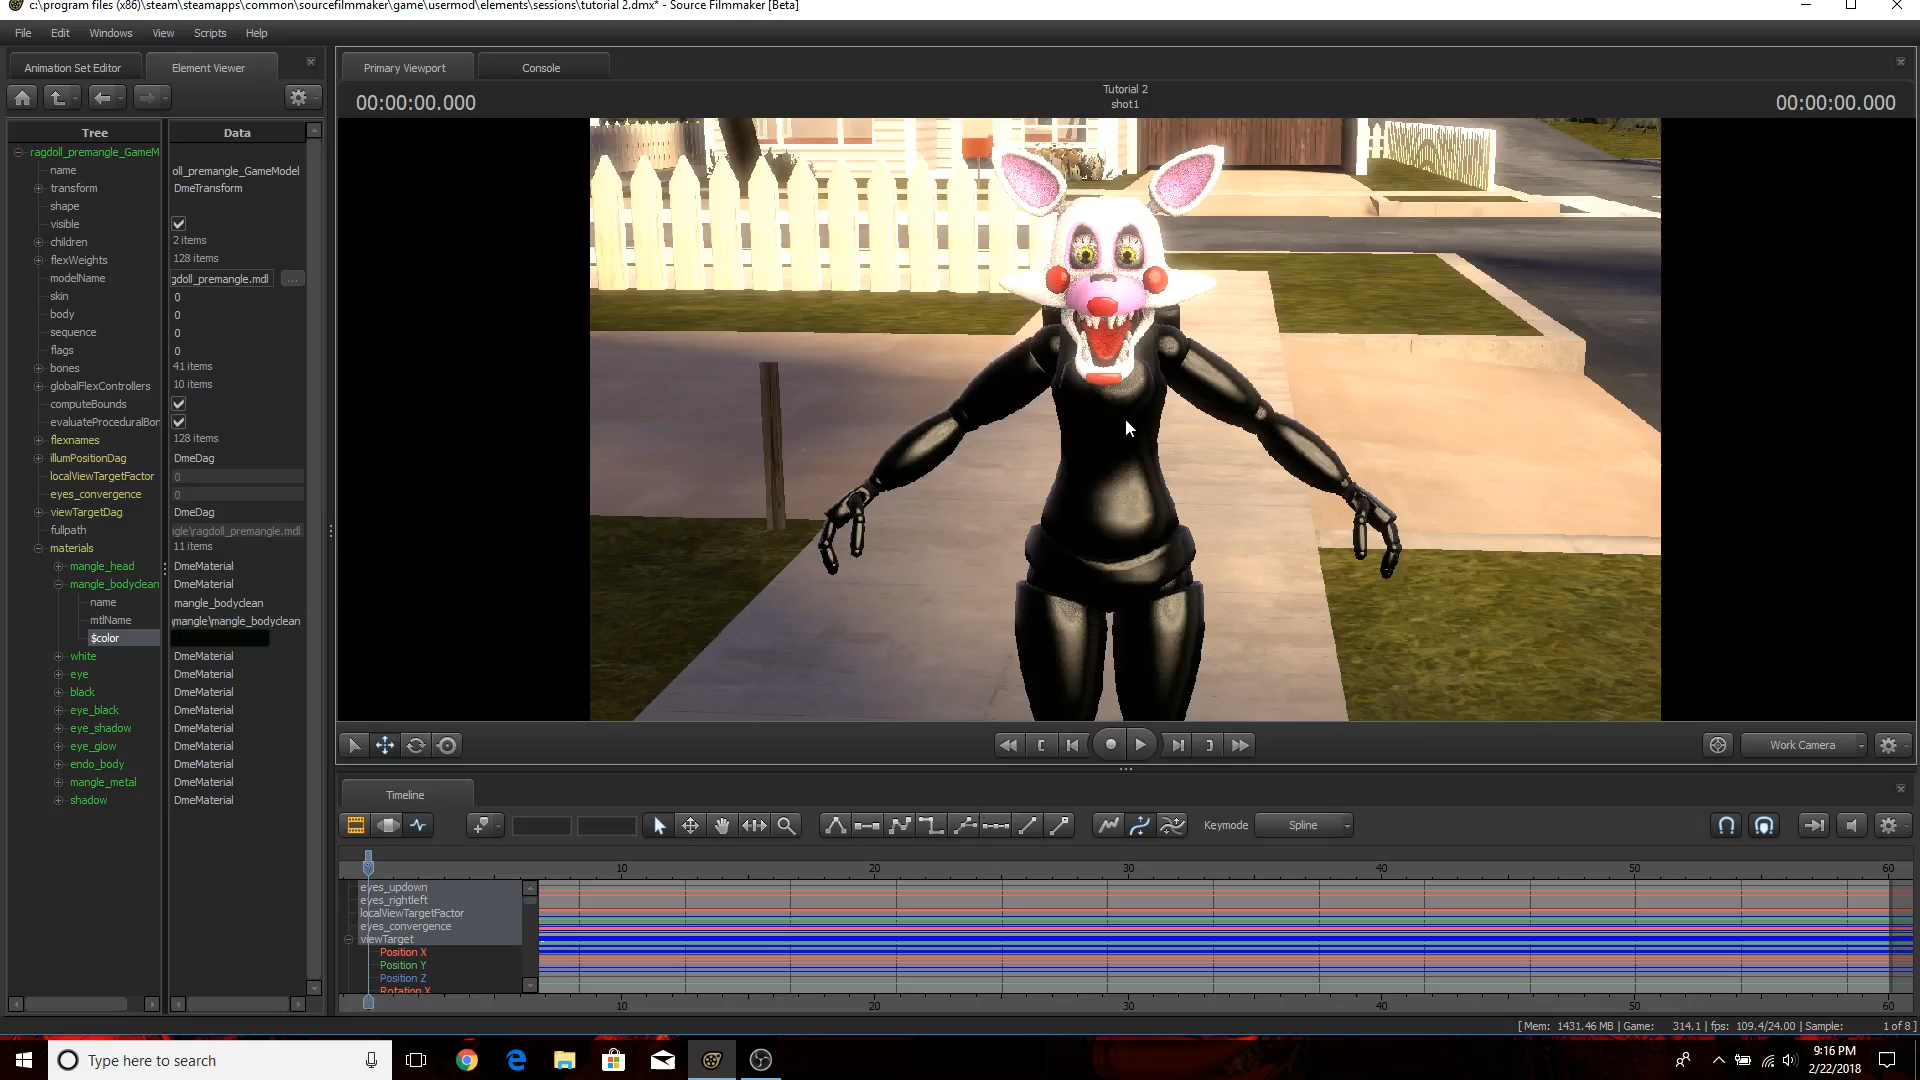 c:\program files (x86)\steam\steamapps\common\sourcefilmmaker\game\usermod\elements\sessions\tutorial 2.dmx* - Source Filmmaker [Beta]
File Edit Windows View Scripts Help
Animation Set Editor Element Viewer
Primary Viewport Console
00:00:00.000
Tutorial 2
shot1
00:00:00.000
Tree Data
ragdoll_premangle_GameM
name oll_premangle_GameModel
transform DmeTransform
shape
visible
children 2 items
flexWeights 128 items
modelName gdoll_premangle.mdl ...
skin 0
body 0
sequence 0
flags 0
bones 41 items
globalFlexControllers 10 items
computeBounds
evaluateProceduralBon
flexnames 128 items
illumPositionDag DmeDag
localViewTargetFactor 0
eyes_convergence 0
viewTargetDag DmeDag
fullpath ngle\ragdoll_premangle.mdl
materials 11 items
mangle_head DmeMaterial
mangle_bodyclean DmeMaterial
name mangle_bodyclean
mtlName \mangle\mangle_bodyclean
$color
white DmeMaterial
eye DmeMaterial
black DmeMaterial
eye_black DmeMaterial
eye_shadow DmeMaterial
eye_glow DmeMaterial
endo_body DmeMaterial
mangle_metal DmeMaterial
shadow DmeMaterial
Work Camera
Timeline
Keymode Spline
10 20 30 40 50 60
eyes_updown
eyes_rightleft
localViewTargetFactor
eyes_convergence
viewTarget
Position X
Position Y
Position Z
Rotation X
10 20 30 40 50 60
[ Mem: 1431.46 MB | Game: 314.1 | fps: 109.4/24.00 | Sample: 1 of 8 ]
Type here to search
9:16 PM
2/22/2018